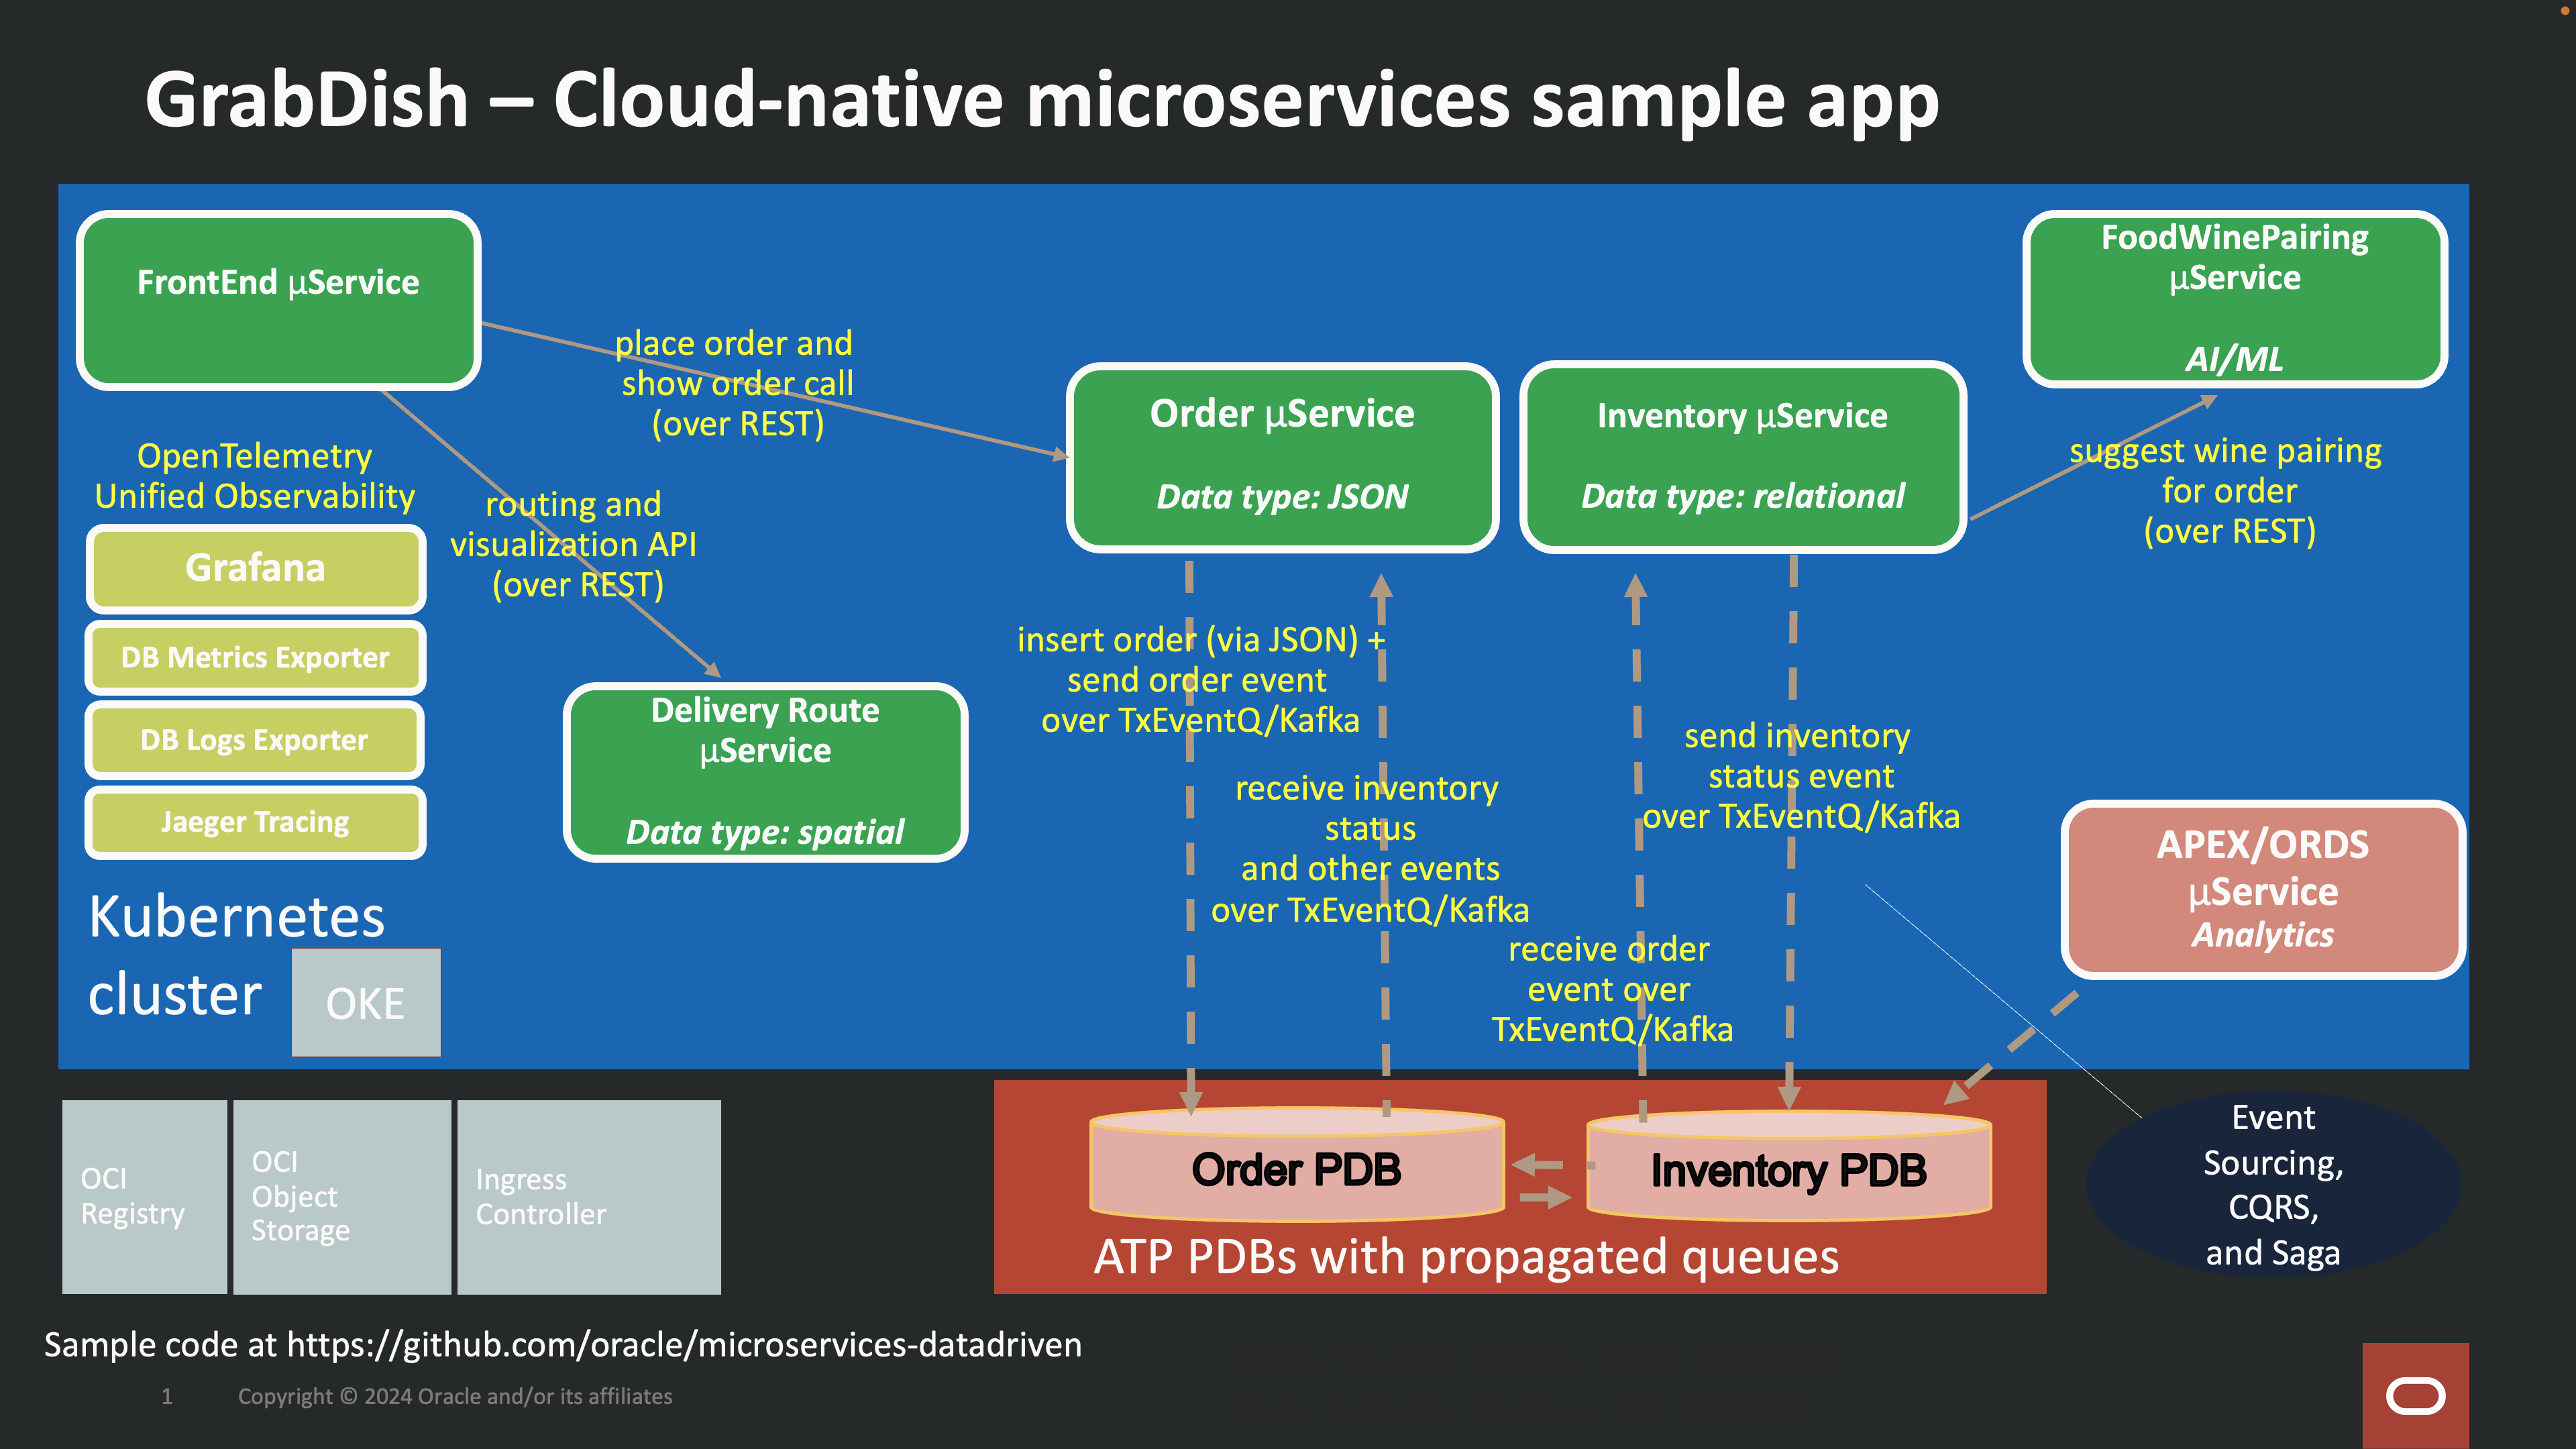 GrabDish – Cloud-native microservices sample app
FrontEnd µService
place order and
show order call
(over REST)
routing and
visualization API
(over REST)
OpenTelemetry
Unified Observability
Grafana
DB Metrics Exporter
DB Logs Exporter
Jaeger Tracing
Kubernetes
cluster
OKE
Delivery Route
µService
Data type: spatial
Order µService
Data type: JSON
Inventory µService
Data type: relational
FoodWinePairing
µService
AI/ML
suggest wine pairing
for order
(over REST)
insert order (via JSON) +
send order event
over TxEventQ/Kafka
receive inventory
status
and other events
over TxEventQ/Kafka
send inventory
status event
over TxEventQ/Kafka
receive order
event over
TxEventQ/Kafka
APEX/ORDS
µService
Analytics
OCI
Registry
OCI
Object
Storage
Ingress
Controller
Order PDB
Inventory PDB
ATP PDBs with propagated queues
Event
Sourcing,
CQRS,
and Saga
Sample code at https://github.com/oracle/microservices-datadriven
1
Copyright © 2024 Oracle and/or its affiliates